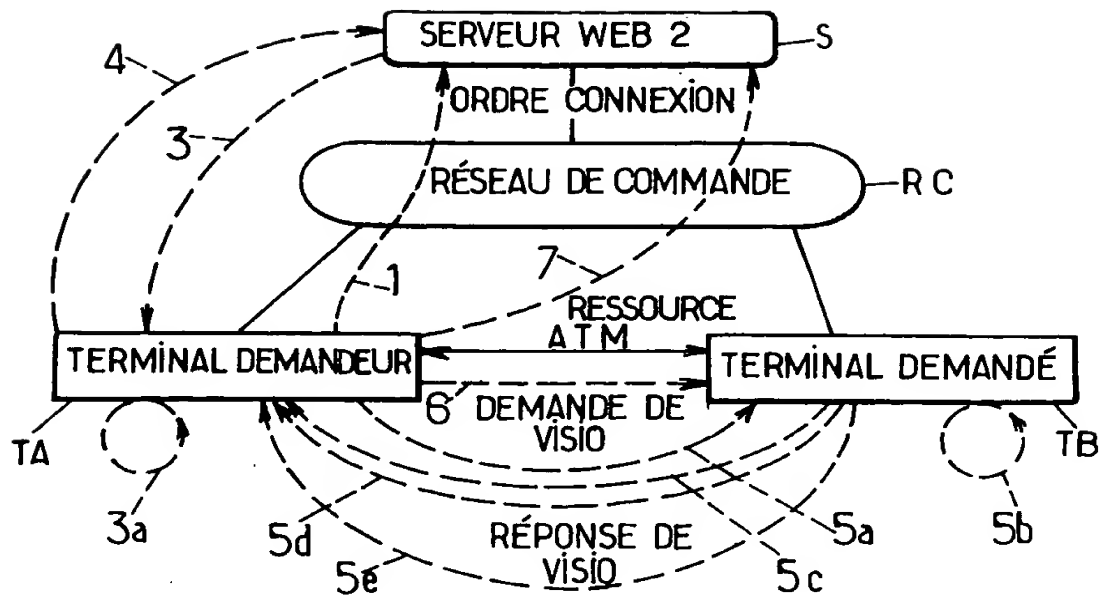 SERVEUR WEB 2
S
4
ORDRE CONNEXION
3
RÉSEAU DE COMMANDE
RC
1
7
RESSOURCE
ATM
TERMINAL DEMANDEUR
TERMINAL DEMANDÉ
6
DEMANDE DE
VISIO
TA
TB
3a
5d
5a
5b
RÉPONSE DE
VISIO
5e
5c